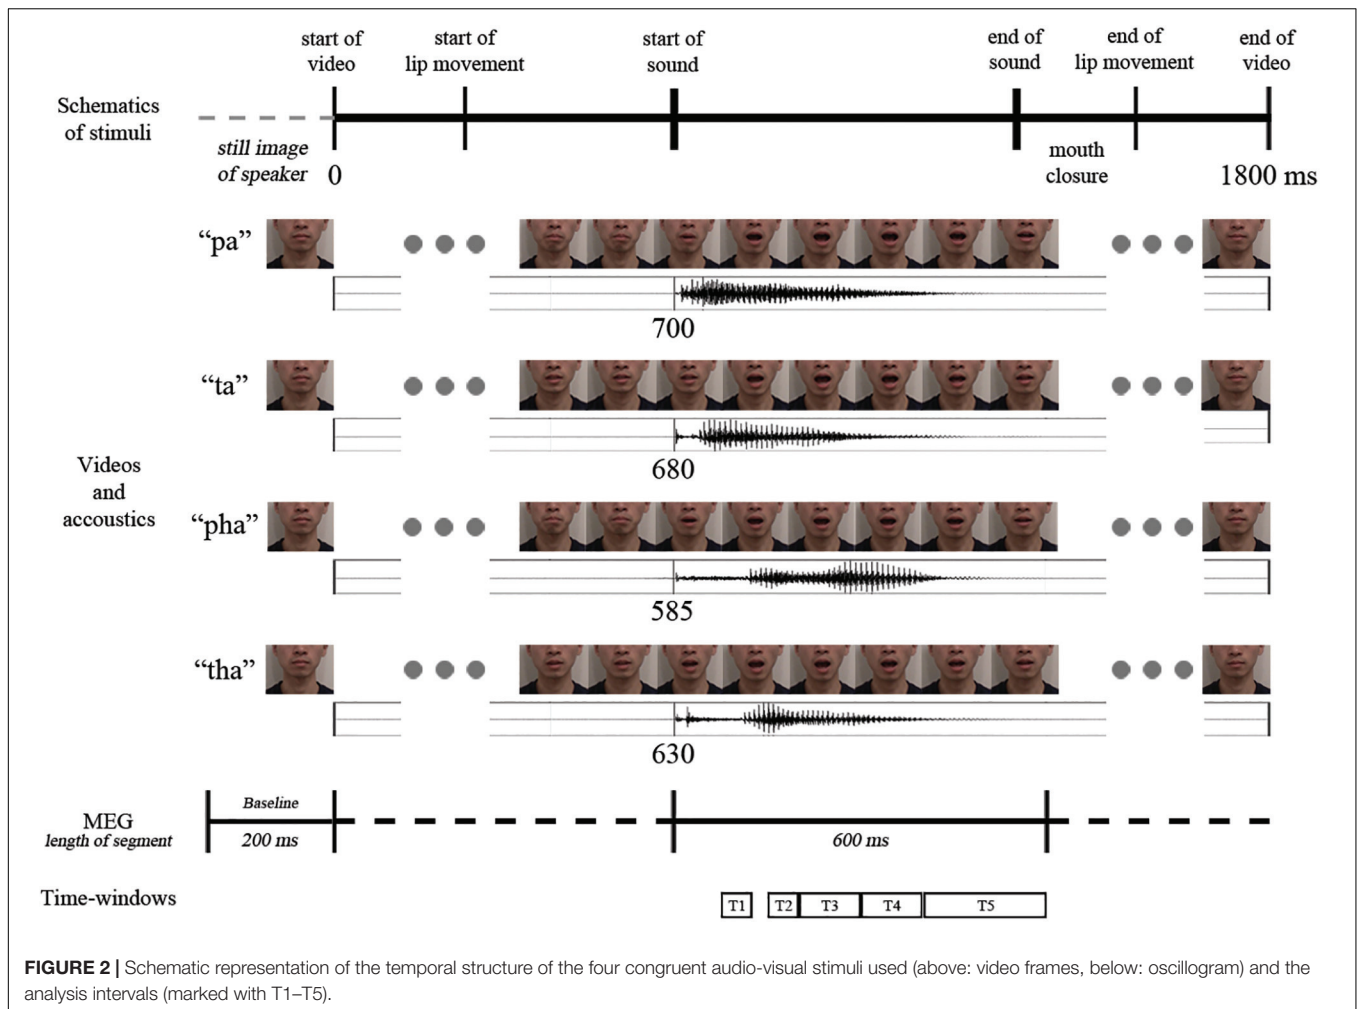 start of
video
start of
lip movement
start of
sound
end of
sound
end of
lip movement
end of
video
Schematics
of stimuli
still image
of speaker
0
mouth
closure
1800 ms
“pa”
700
“ta”
680
Videos
and
accoustics
“pha”
585
“tha”
630
MEG
length of segment
Baseline
200 ms
600 ms
Time-windows
T1
T2
T3
T4
T5
FIGURE 2 | Schematic representation of the temporal structure of the four congruent audio-visual stimuli used (above: video frames, below: oscillogram) and the
analysis intervals (marked with T1–T5).